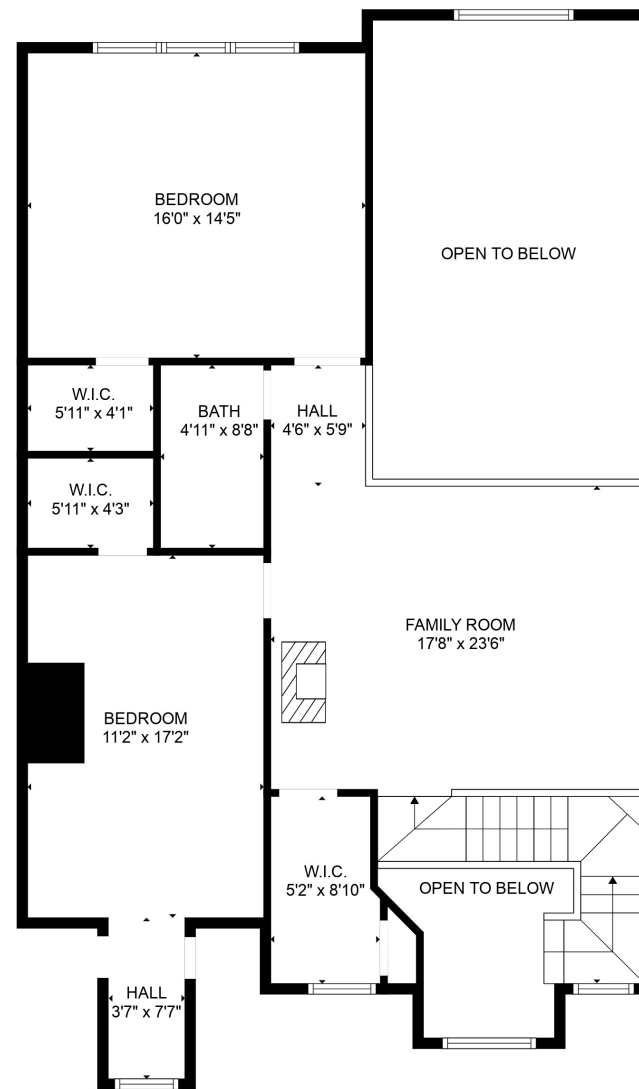 BEDROOM
16'0" x 14'5"
OPEN TO BELOW
W.I.C.
5'11" x 4'1"
BATH
4'11" x 8'8"
HALL
4'6" x 5'9"
W.I.C.
5'11" x 4'3"
FAMILY ROOM
17'8" x 23'6"
BEDROOM
11'2" x 17'2"
W.I.C.
5'2" x 8'10"
OPEN TO BELOW
HALL
3'7" x 7'7"